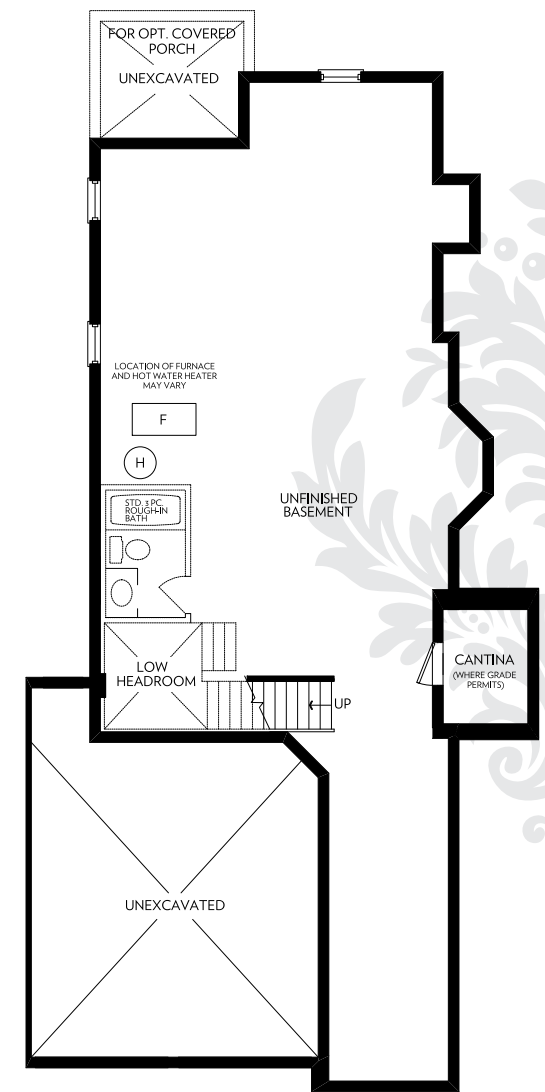 FOR OPT. COVERED
PORCH
UNEXCAVATED
LOCATION OF FURNACE
AND HOT WATER HEATER
MAY VARY
F
H
STD. 3 PC.
ROUGH-IN
BATH
UNFINISHED
BASEMENT
LOW
HEADROOM
UP
CANTINA
(WHERE GRADE
PERMITS)
UNEXCAVATED